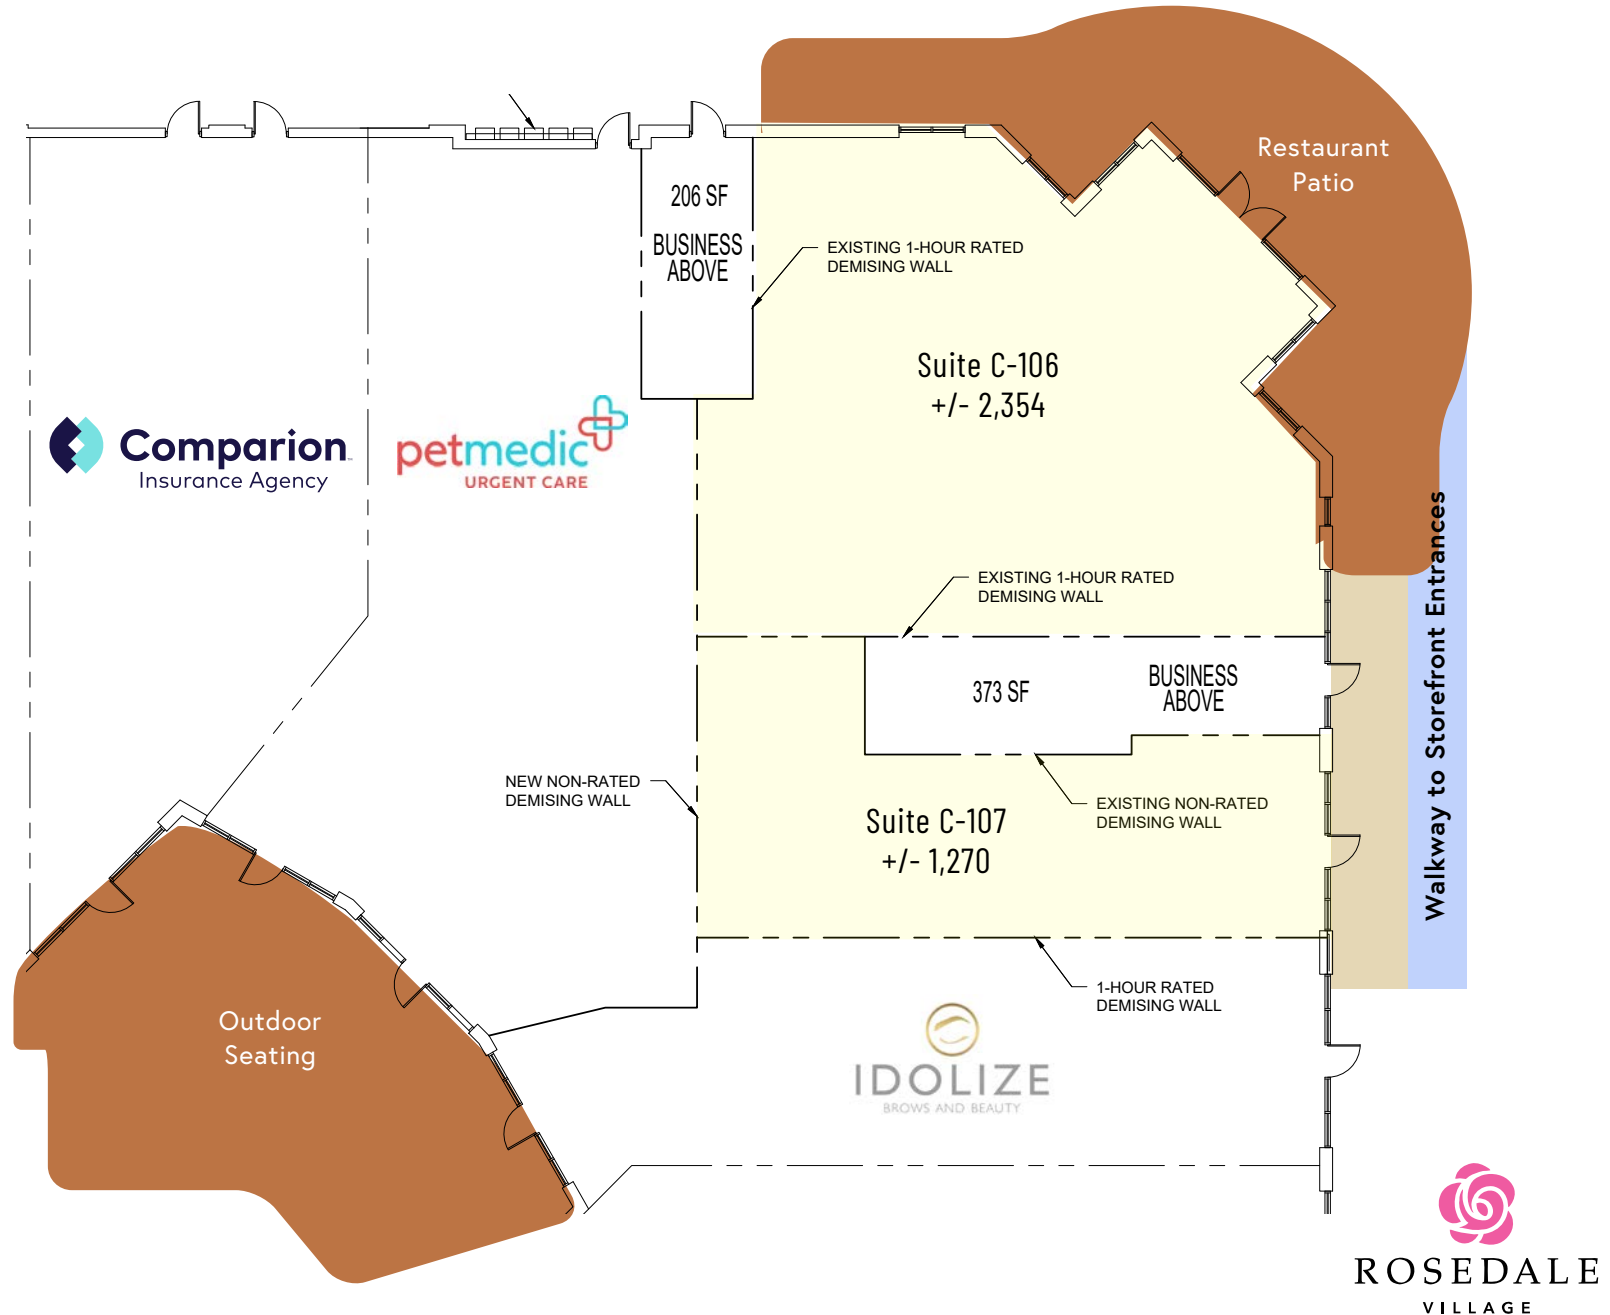 Restaurant
Patio
206 SF
BUSINESS
ABOVE
EXISTING 1-HOUR RATED
DEMISING WALL
Suite C-106
+/- 2,354
Comparion
Insurance Agency
petmedic
URGENT CARE
EXISTING 1-HOUR RATED
DEMISING WALL
Walkway to Storefront Entrances
373 SF
BUSINESS
ABOVE
NEW NON-RATED
DEMISING WALL
EXISTING NON-RATED
DEMISING WALL
Suite C-107
+/- 1,270
1-HOUR RATED
DEMISING WALL
Outdoor
Seating
IDOLIZE
BROWS AND BEAUTY
ROSEDALE
VILLAGE